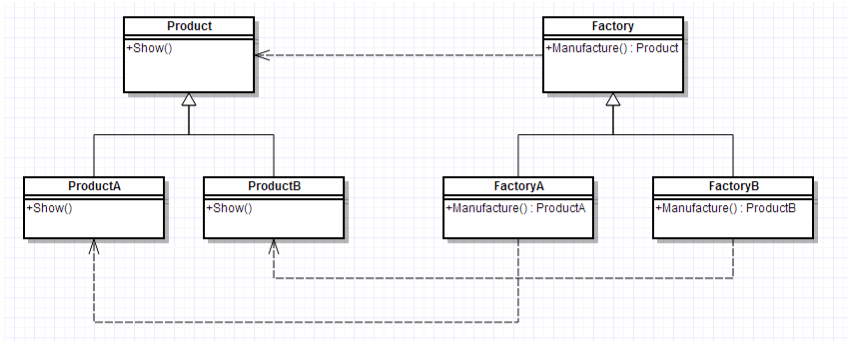 Product
+Show()
Factory
+Manufacture() : Product
ProductA
+Show()
ProductB
+Show()
FactoryA
+Manufacture() : ProductA
FactoryB
+Manufacture() : ProductB